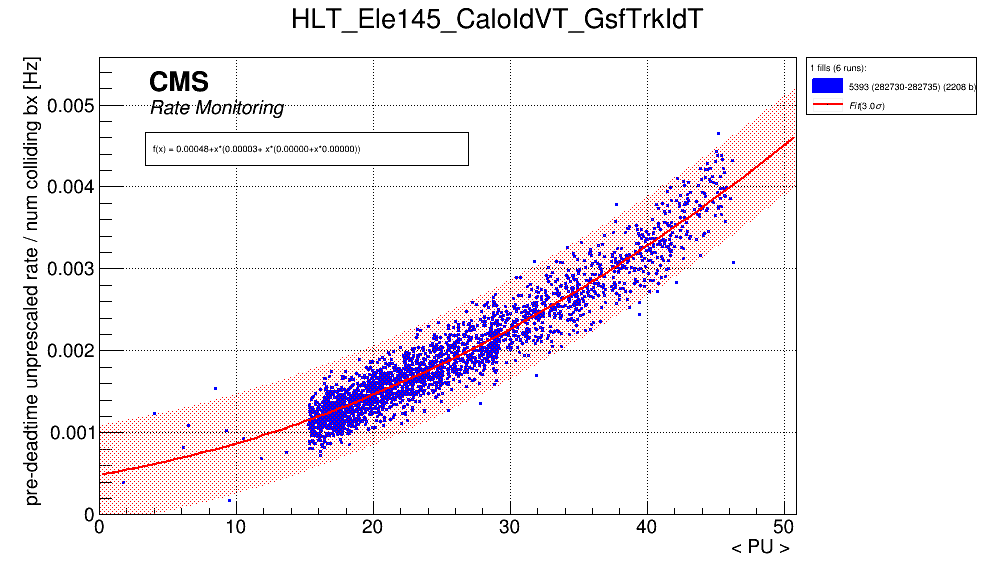 HLT_Ele145_CaloIdVT_GsfTrkIdT
pre-deadtime unprescaled rate / num colliding bx [Hz]
CMS
Rate Monitoring
f(x) = 0.00048+x*(0.00003+ x*(0.00000+x*0.00000))
0.005
0.004
0.003
0.002
0.001
0
0 10 20 30 40 50
< PU >
1 fills (6 runs):
5393 (282730-282735) (2208 b)
Fit(3.0σ)